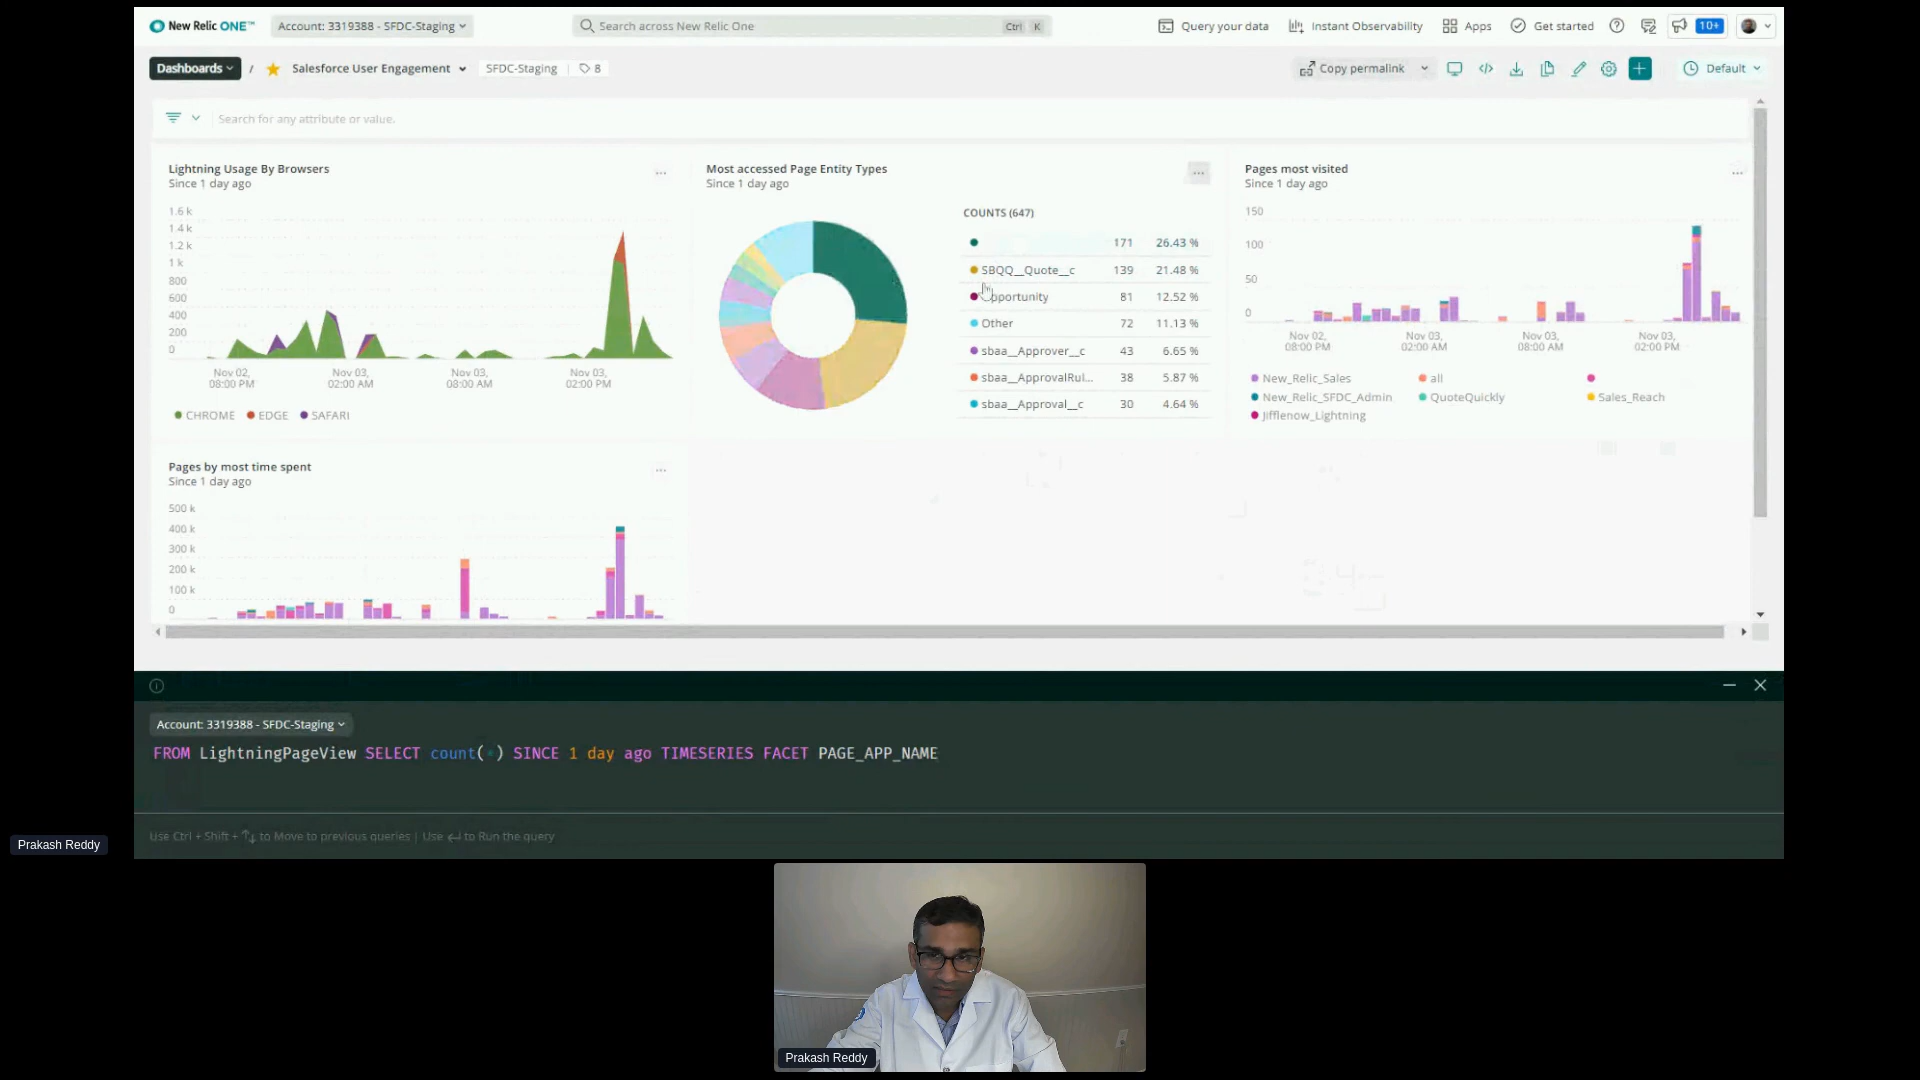 New Relic ONE™
Account: 3319388 - SFDC-Staging
Search across New Relic One
Ctrl K
Query your data
Instant Observability
Apps
Get started
10+
Dashboards / Salesforce User Engagement
SFDC-Staging
8
Copy permalink
Default
Search for any attribute or value.
Lightning Usage By Browsers
Since 1 day ago
1.6 k
1.4 k
1.2 k
1 k
800
600
400
200
0
Nov 02, 08:00 PM
Nov 03, 02:00 AM
Nov 03, 08:00 AM
Nov 03, 02:00 PM
CHROME EDGE SAFARI
Most accessed Page Entity Types
Since 1 day ago
COUNTS (647)
171 26.43 %
SBQQ__Quote__c 139 21.48 %
Opportunity 81 12.52 %
Other 72 11.13 %
sbaa__Approver__c 43 6.65 %
sbaa__ApprovalRul... 38 5.87 %
sbaa__Approval__c 30 4.64 %
Pages most visited
Since 1 day ago
150
100
50
0
Nov 02, 08:00 PM
Nov 03, 02:00 AM
Nov 03, 08:00 AM
Nov 03, 02:00 PM
New_Relic_Sales all
New_Relic_SFDC_Admin QuoteQuickly Sales_Reach
Jifflenow_Lightning
Pages by most time spent
Since 1 day ago
500 k
400 k
300 k
200 k
100 k
0
Account: 3319388 - SFDC-Staging
FROM LightningPageView SELECT count(*) SINCE 1 day ago TIMESERIES FACET PAGE_APP_NAME
Use Ctrl + Shift + ↑↓ to Move to previous queries | Use ↵ to Run the query
Prakash Reddy
Prakash Reddy